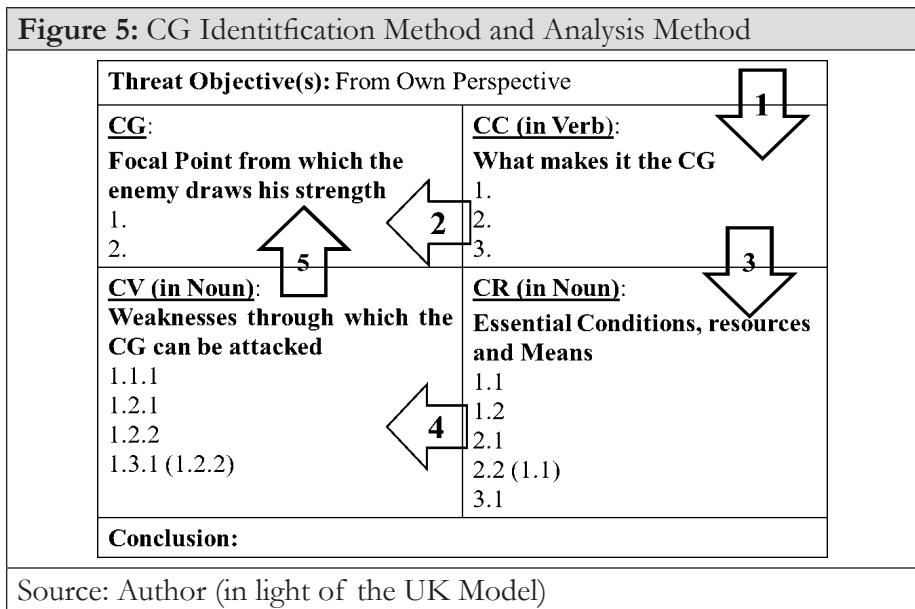 Figure 5: CG Identitfication Method and Analysis Method
Threat Objective(s): From Own Perspective
1
CG:
Focal Point from which the
enemy draws his strength
1.
2.
CC (in Verb):
What makes it the CG
1.
2.
3.
2
3
5
CV (in Noun):
Weaknesses through which the
CG can be attacked
1.1.1
1.2.1
1.2.2
1.3.1 (1.2.2)
CR (in Noun):
Essential Conditions, resources
and Means
1.1
1.2
2.1
2.2 (1.1)
3.1
4
Conclusion:
Source: Author (in light of the UK Model)